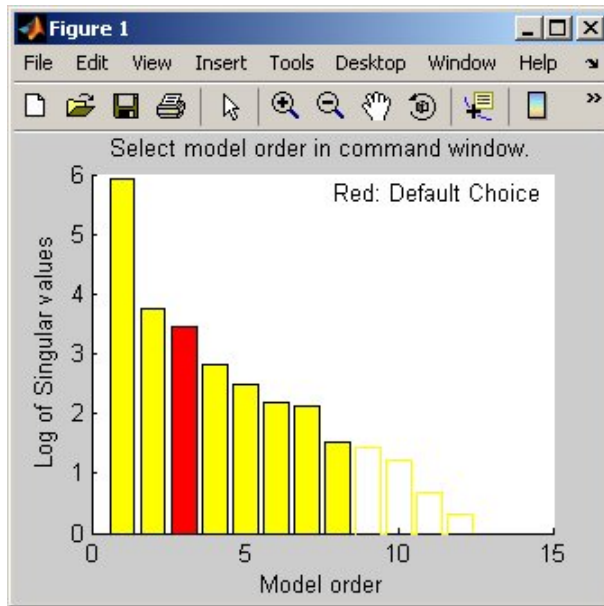 Figure 1
File Edit View Insert Tools Desktop Window Help
Select model order in command window.
Red: Default Choice
6
5
4
3
2
1
0
Log of Singular values
0 5 10 15
Model order